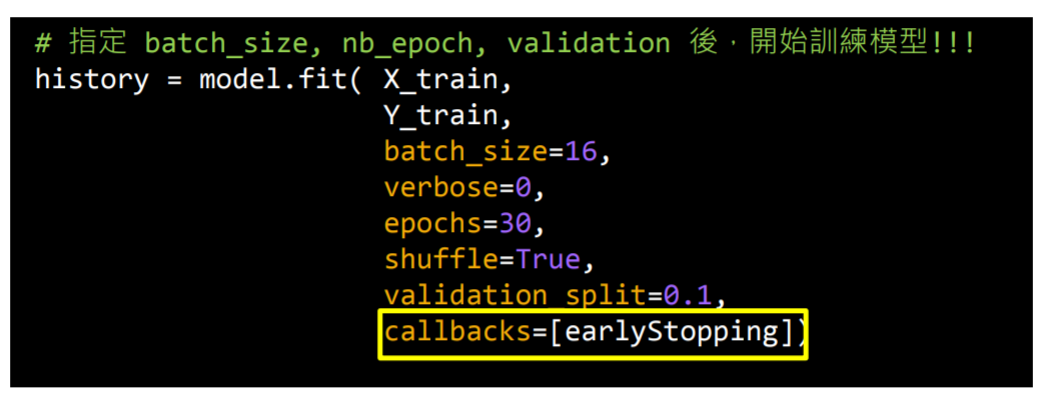 # 指定 batch_size, nb_epoch, validation 後，開始訓練模型!!!
history = model.fit( X_train,
Y_train,
batch_size=16,
verbose=0,
epochs=30,
shuffle=True,
validation_split=0.1,
callbacks=[earlyStopping])